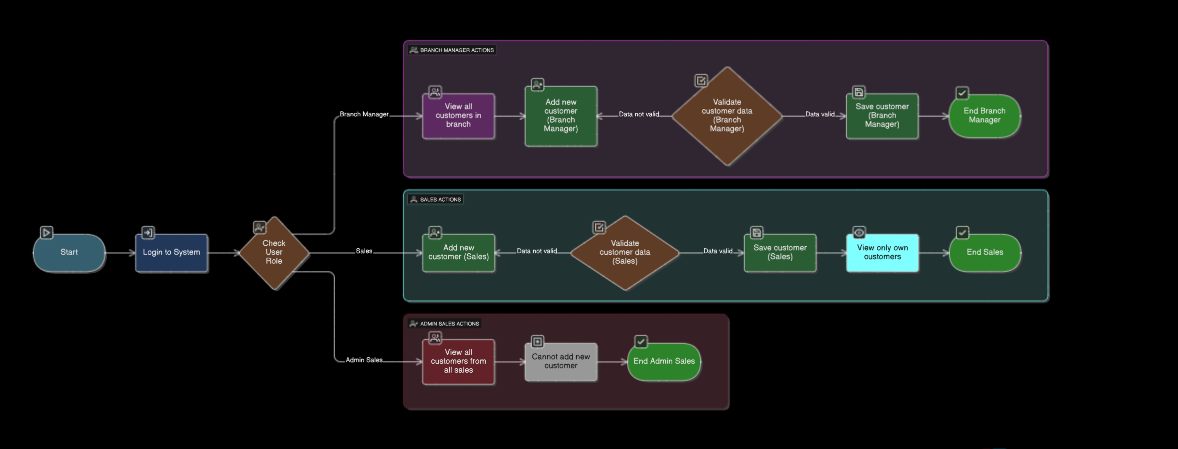 BRANCH MANAGER ACTIONS
Branch Manager
View all
customers in
branch
Add new
customer
(Branch
Manager)
Data not valid
Validate
customer data
(Branch
Manager)
Data valid
Save customer
(Branch
Manager)
End Branch
Manager
SALES ACTIONS
Start
Login to System
Check
User
Role
Sales
Add new
customer (Sales)
Data not valid
Validate
customer data
(Sales)
Data valid
Save customer
(Sales)
View only own
customers
End Sales
ADMIN SALES ACTIONS
Admin Sales
View all
customers from
all sales
Cannot add new
customer
End Admin Sales